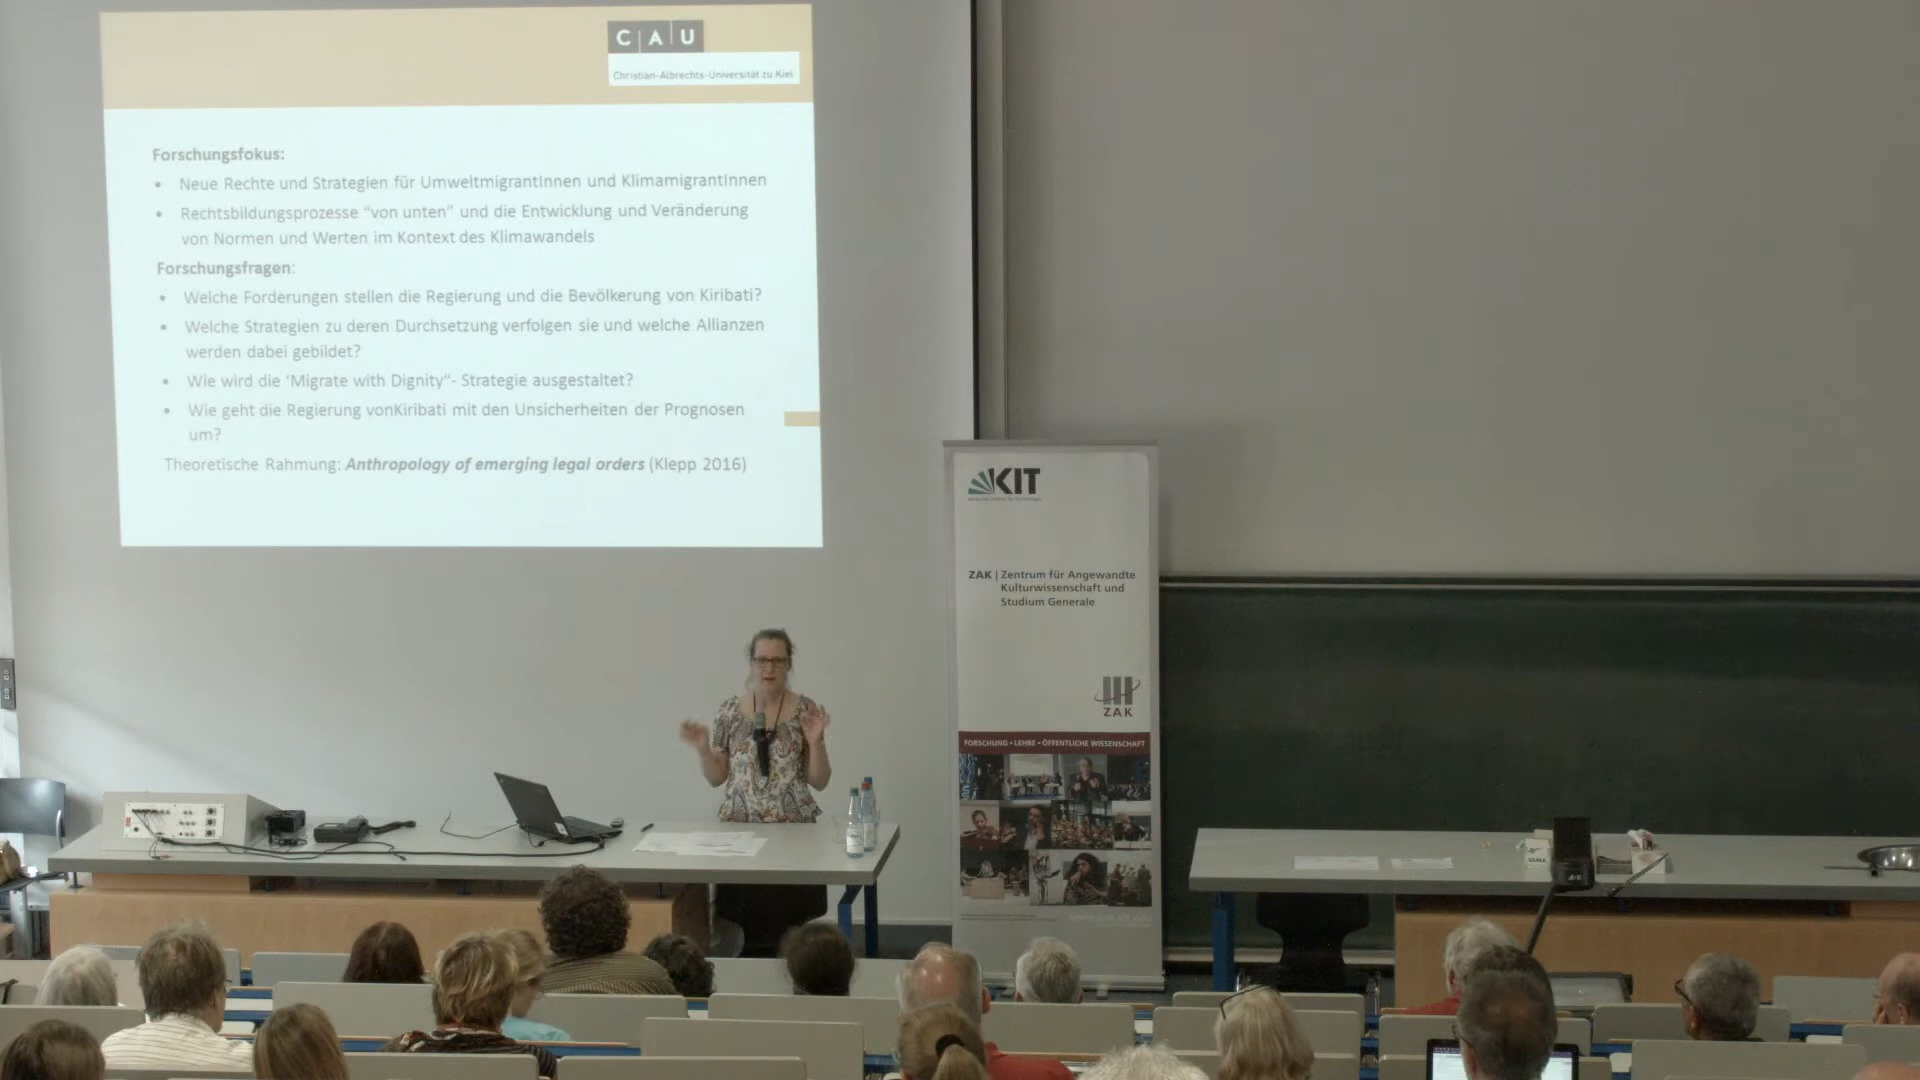 C A U
Christian-Albrechts-Universität zu Kiel
Forschungsfokus:
• Neue Rechte und Strategien für UmweltmigrantInnen und KlimamigrantInnen
• Rechtsbildungsprozesse “von unten” und die Entwicklung und Veränderung
von Normen und Werten im Kontext des Klimawandels
Forschungsfragen:
• Welche Forderungen stellen die Regierung und die Bevölkerung von Kiribati?
• Welche Strategien zu deren Durchsetzung verfolgen sie und welche Allianzen
werden dabei gebildet?
• Wie wird die ‘Migrate with Dignity“- Strategie ausgestaltet?
• Wie geht die Regierung vonKiribati mit den Unsicherheiten der Prognosen
um?
Theoretische Rahmung: Anthropology of emerging legal orders (Klepp 2016)
KIT
ZAK | Zentrum für Angewandte
Kulturwissenschaft und
Studium Generale
ZAK
FORSCHUNG • LEHRE • ÖFFENTLICHE WISSENSCHAFT